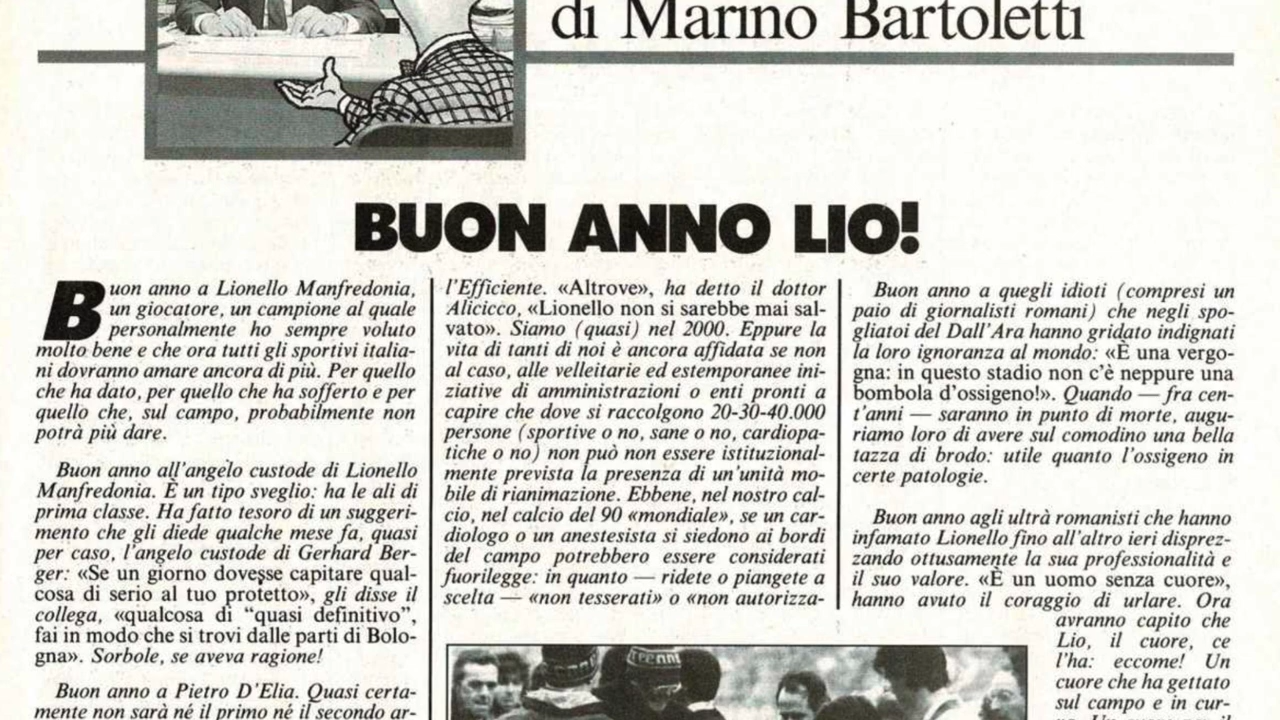 di Marino Bartoletti
BUON ANNO LIO!
Buon anno a Lionello Manfredonia,
un giocatore, un campione al quale
personalmente ho sempre voluto
molto bene e che ora tutti gli sportivi italia-
ni dovranno amare ancora di più. Per quello
che ha dato, per quello che ha sofferto e per
quello che, sul campo, probabilmente non
potrà più dare.
Buon anno all'angelo custode di Lionello
Manfredonia. È un tipo sveglio: ha le ali di
prima classe. Ha fatto tesoro di un suggeri-
mento che gli diede qualche mese fa, quasi
per caso, l'angelo custode di Gerhard Ber-
ger: «Se un giorno dovesse capitare qual-
cosa di serio al tuo protetto», gli disse il
collega, «qualcosa di "quasi definitivo",
fai in modo che si trovi dalle parti di Bolo-
gna». Sorbole, se aveva ragione!
Buon anno a Pietro D'Elia. Quasi certa-
mente non sarà né il primo né il secondo ar-
l'Efficiente. «Altrove», ha detto il dottor
Alicicco, «Lionello non si sarebbe mai sal-
vato». Siamo (quasi) nel 2000. Eppure la
vita di tanti di noi è ancora affidata se non
al caso, alle velleitarie ed estemporanee ini-
ziative di amministrazioni o enti pronti a
capire che dove si raccolgono 20-30-40.000
persone (sportive o no, sane o no, cardiopa-
tiche o no) non può non essere istituzional-
mente prevista la presenza di un'unità mo-
bile di rianimazione. Ebbene, nel nostro cal-
cio, nel calcio del 90 «mondiale», se un car-
diologo o un anestesista si siedono ai bordi
del campo potrebbero essere considerati
fuorilegge: in quanto — ridete o piangete a
scelta — «non tesserati» o «non autorizza-
Buon anno a quegli idioti (compresi un
paio di giornalisti romani) che negli spo-
gliatoi del Dall'Ara hanno gridato indignati
la loro ignoranza al mondo: «È una vergo-
gna: in questo stadio non c'è neppure una
bombola d'ossigeno!». Quando — fra cen-
t'anni — saranno in punto di morte, augu-
riamo loro di avere sul comodino una bella
tazza di brodo: utile quanto l'ossigeno in
certe patologie.
Buon anno agli ultrà romanisti che hanno
infamato Lionello fino all'altro ieri disprez-
zando ottusamente la sua professionalità e
il suo valore. «È un uomo senza cuore»,
hanno avuto il coraggio di urlare. Ora
avranno capito che
Lio, il cuore, ce
l'ha: eccome! Un
cuore che ha gettato
sul campo e in cur-